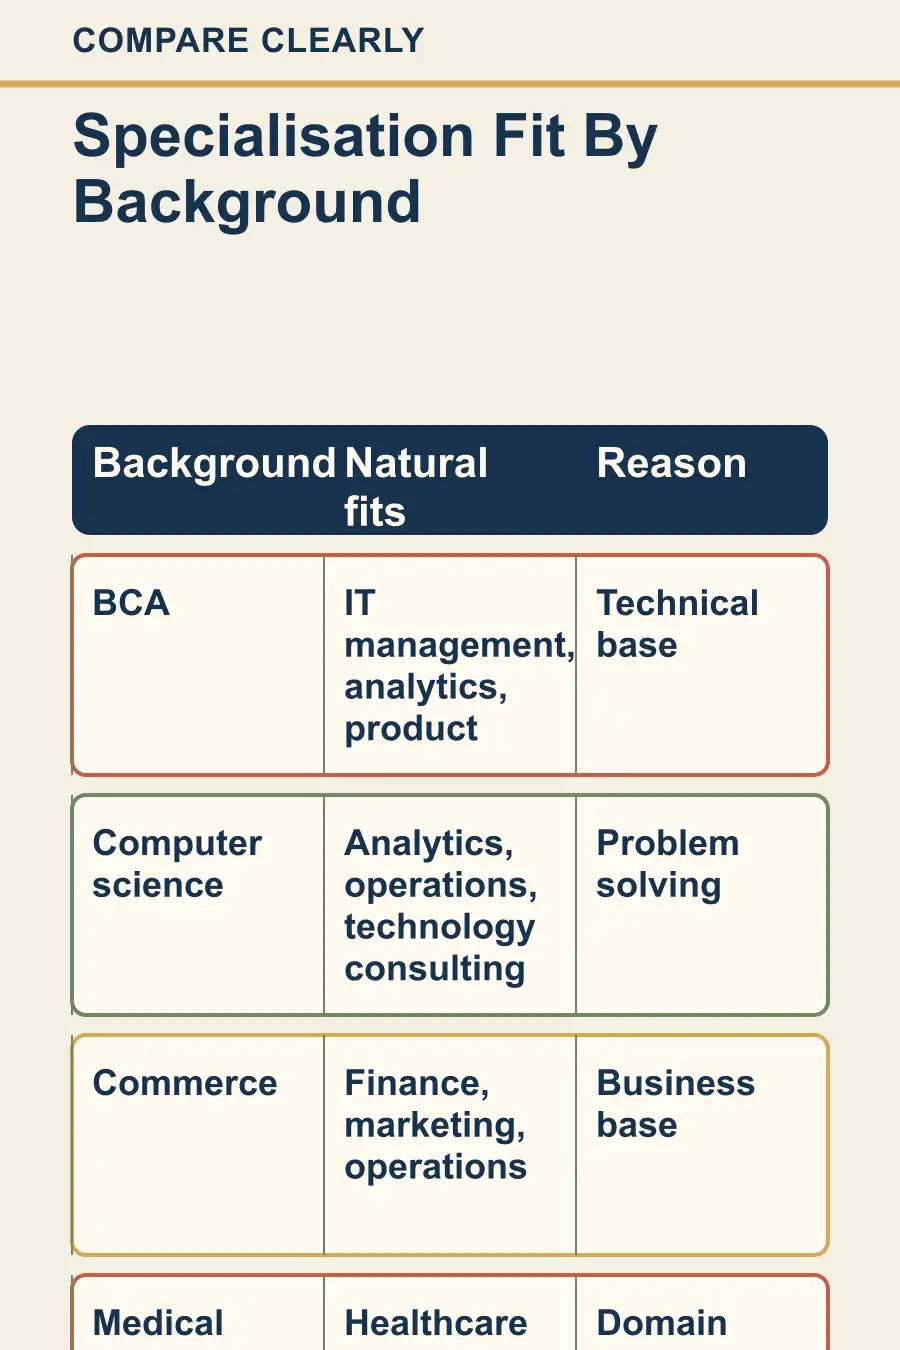 COMPARE CLEARLY
Specialisation Fit By
Background
Background Natural fits Reason
BCA
IT
management,
analytics,
product
Technical
base
Computer
science
Analytics,
operations,
technology
consulting
Problem
solving
Commerce
Finance,
marketing,
operations
Business
base
Medical
Healthcare
Domain